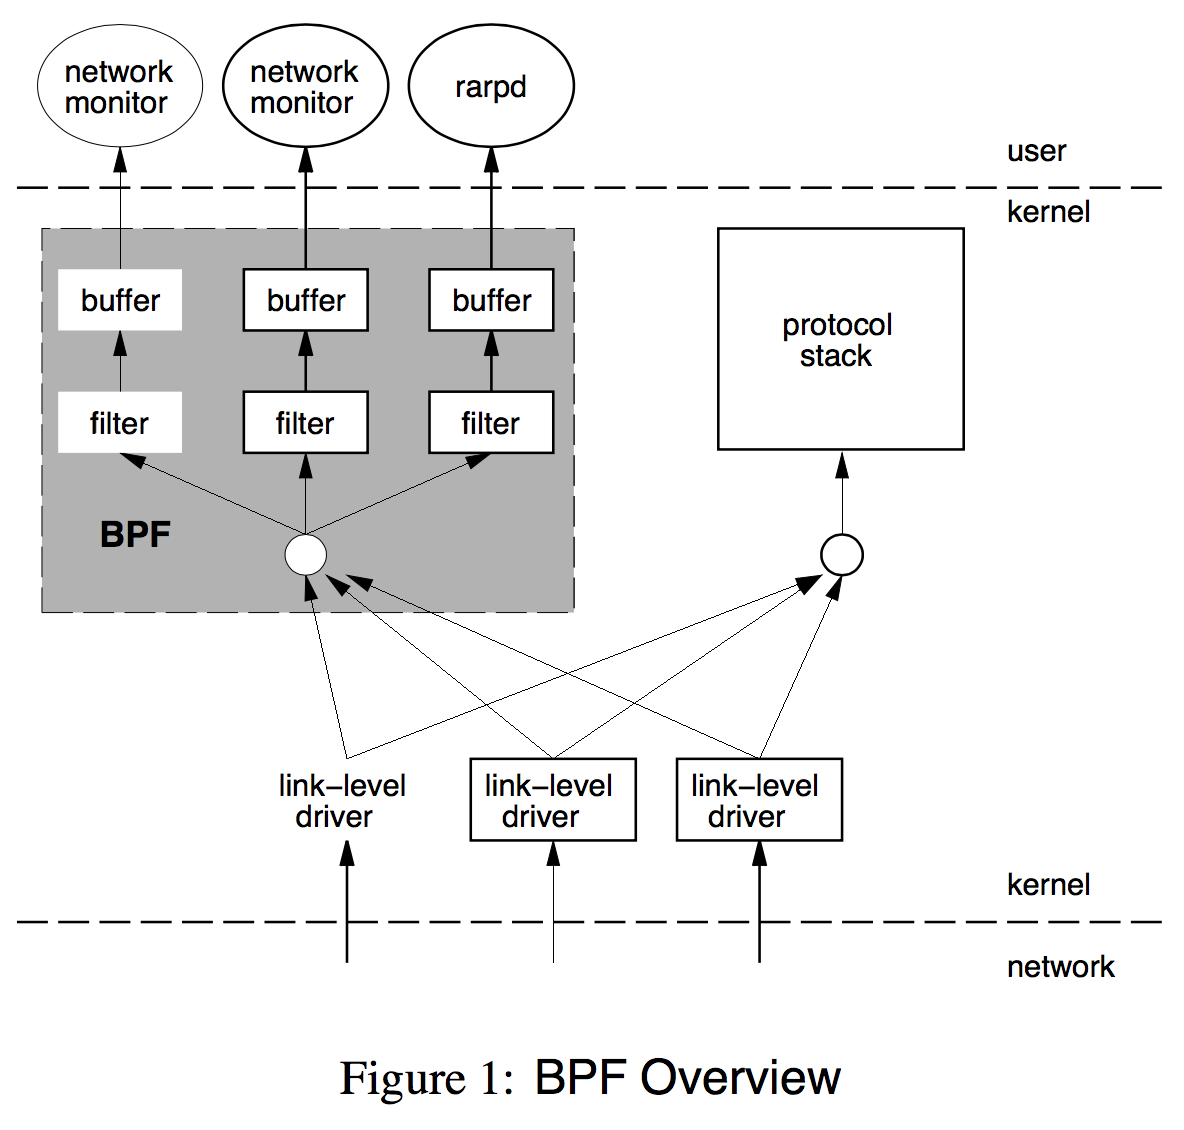 network
monitor
network
monitor
rarpd
user
kernel
buffer
buffer
buffer
protocol
stack
filter
filter
filter
BPF
link−level
driver
link−level
driver
link−level
driver
kernel
network
Figure 1: BPF Overview